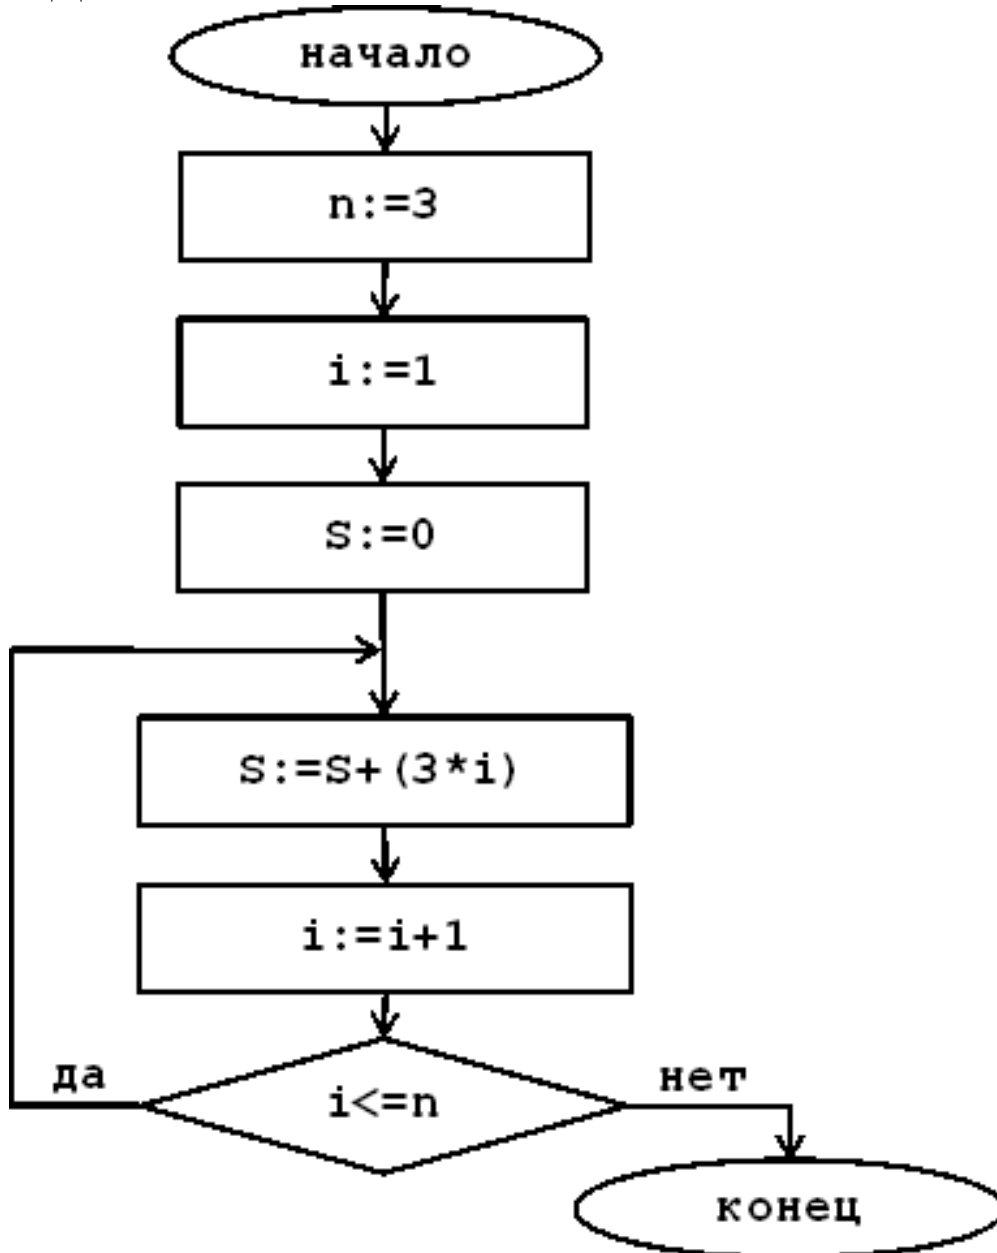 начало
n:=3
i:=1
S:=0
S:=S+(3*i)
i:=i+1
да
i<=n
нет
конец